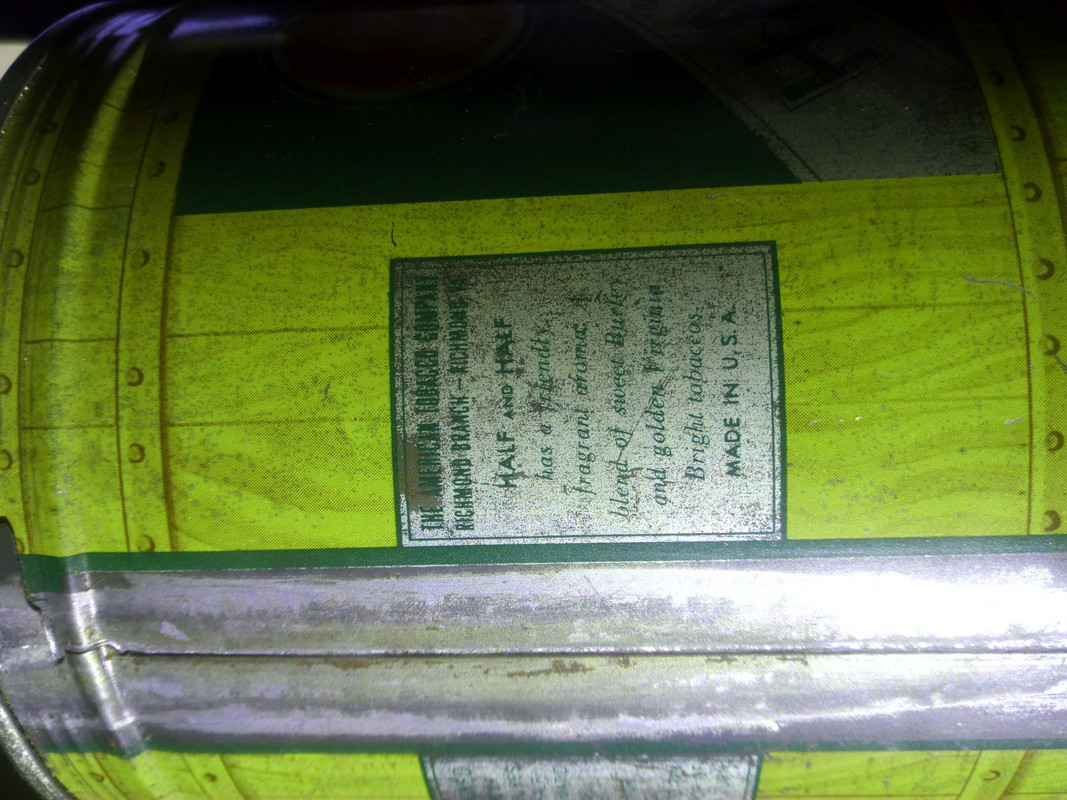 THE AMERICAN TOBACCO COMPANY
RICHMOND BRANCH - RICHMOND, VA.
HALF AND HALF
has a friendly,
fragrant aroma. A
blend of sweet Burley
and golden Virginia
Bright tobaccos.
MADE IN U.S.A.
H